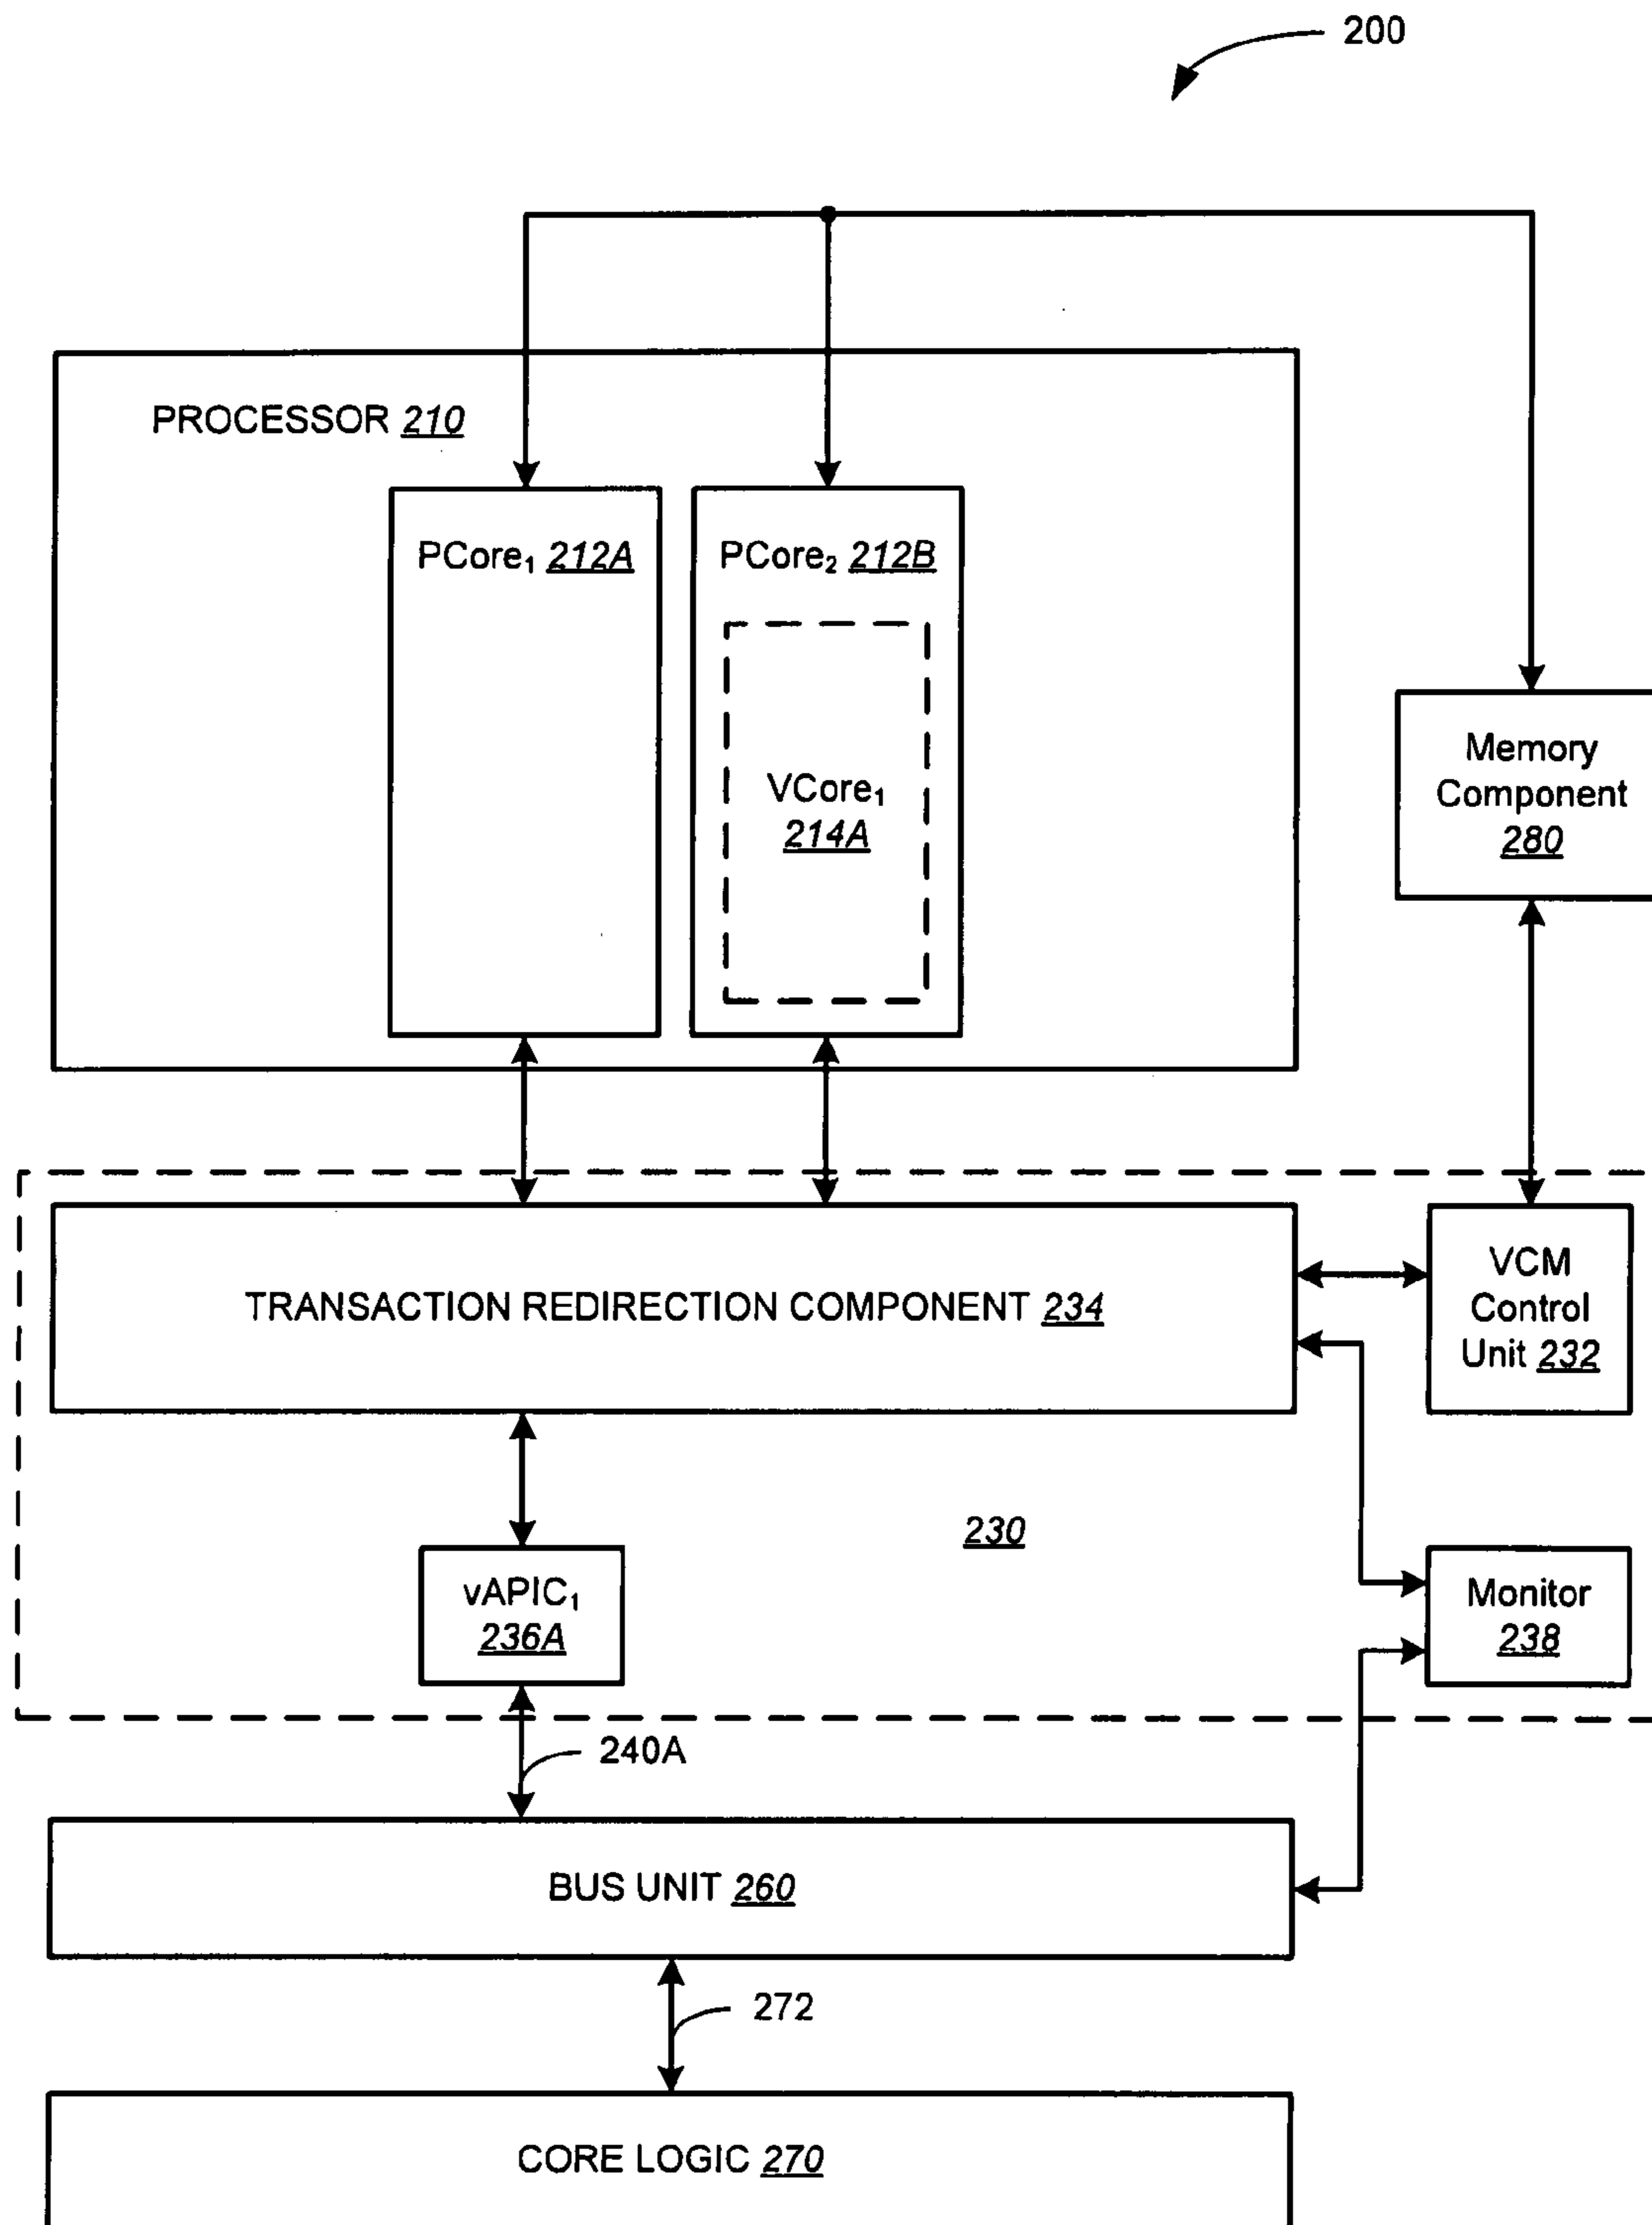 200
PROCESSOR 210
PCore₁ 212A
PCore₂ 212B
VCore₁
214A
Memory
Component
280
TRANSACTION REDIRECTION COMPONENT 234
VCM
Control
Unit 232
230
vAPIC₁
236A
Monitor
238
240A
BUS UNIT 260
272
CORE LOGIC 270